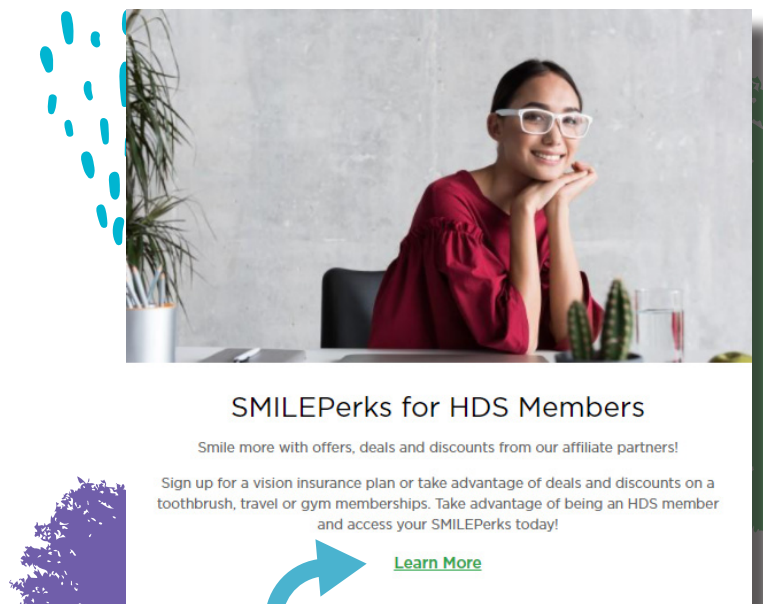 SMILEPerks for HDS Members
Smile more with offers, deals and discounts from our affiliate partners!
Sign up for a vision insurance plan or take advantage of deals and discounts on a
toothbrush, travel or gym memberships. Take advantage of being an HDS member
and access your SMILEPerks today!
Learn More